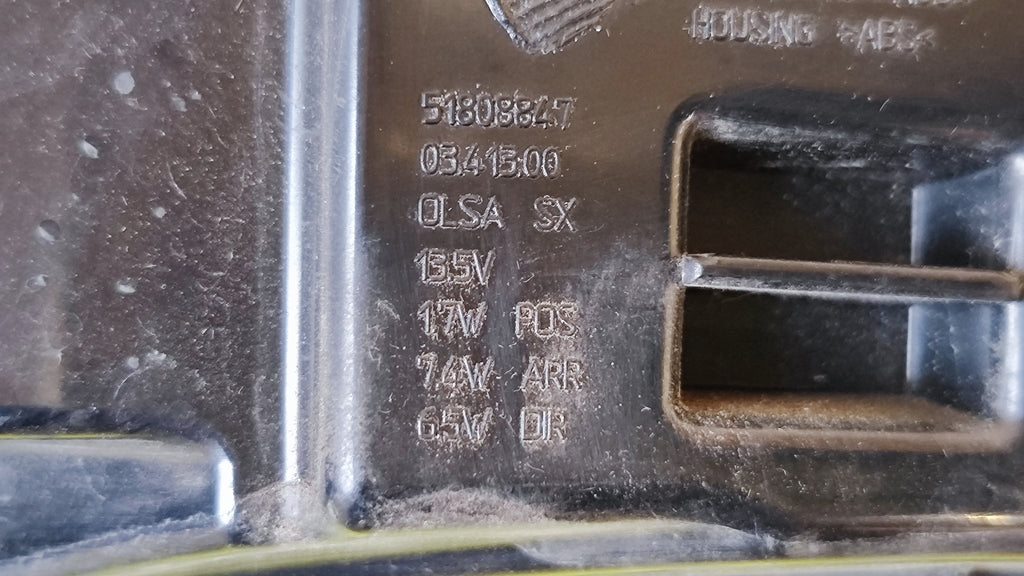 HOUSING >ABS<
51808847
03.415.00
OLSA SX
13.5V
1.7W POS
7.4W ARR
6.5W DIR